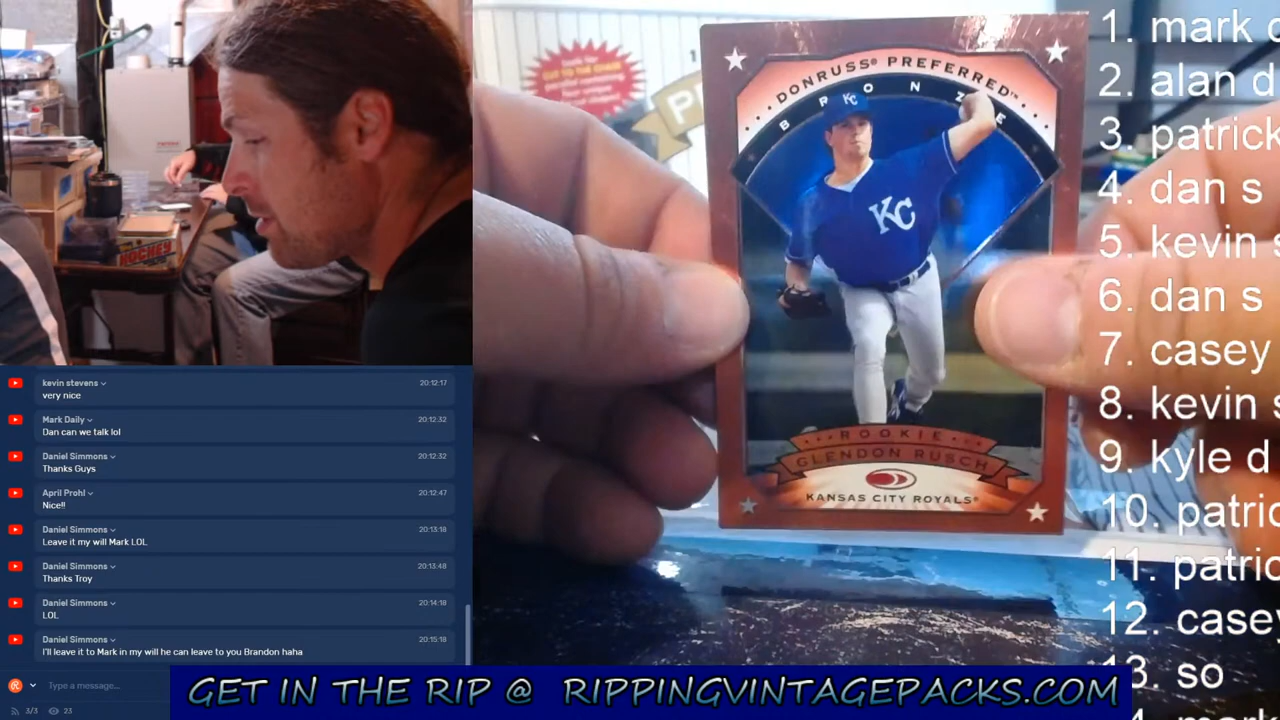 kevin stevens
20:12:17
very nice
Mark Daily
20:12:32
Dan can we talk lol
Daniel Simmons
20:12:32
Thanks Guys
April Prohl
20:12:47
Nice!!
Daniel Simmons
20:13:18
Leave it my will Mark LOL
Daniel Simmons
20:13:48
Thanks Troy
Daniel Simmons
20:14:18
LOL
Daniel Simmons
20:15:18
I'll leave it to Mark in my will he can leave to you Brandon haha
Type a message...
3/3 23
HOCKEY
DONRUSS® PREFERRED™
BRONZE
KC
KC
ROOKIE
GLENDON RUSCH
KANSAS CITY ROYALS®
1. mark
2. alan d
3. patrick
4. dan s
5. kevin s
6. dan s
7. casey
8. kevin s
9. kyle d
10. patric
11. patric
12. casey
13. so
GET IN THE RIP @ RIPPINGVINTAGEPACKS.COM